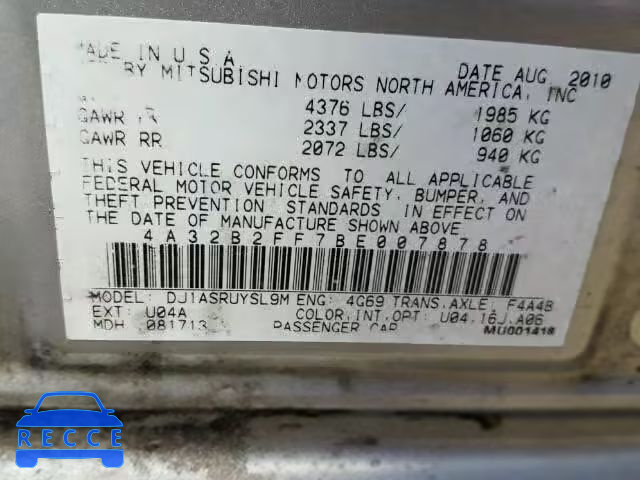 MADE IN U S A DATE AUG. 2010
BY MITSUBISHI MOTORS NORTH AMERICA, INC
4376 LBS/ 1985 KG
GAWR 2337 LBS/ 1060 KG
GAWR RR 2072 LBS/ 940 KG
THIS VEHICLE CONFORMS TO ALL APPLICABLE
FEDERAL MOTOR VEHICLE SAFETY, BUMPER, AND
THEFT PREVENTION STANDARDS IN EFFECT ON
THE DATE OF MANUFACTURE SHOWN ABOVE.
4A32B2FF7BE007878
MODEL: DJ1ASRUYSL9M ENG: 4G69 TRANS.AXLE: F4A4B
EXT: U04A COLOR,INT,OPT: U04.16J.A06
MDH 081713 PASSENGER CAR MU001418
RECCE